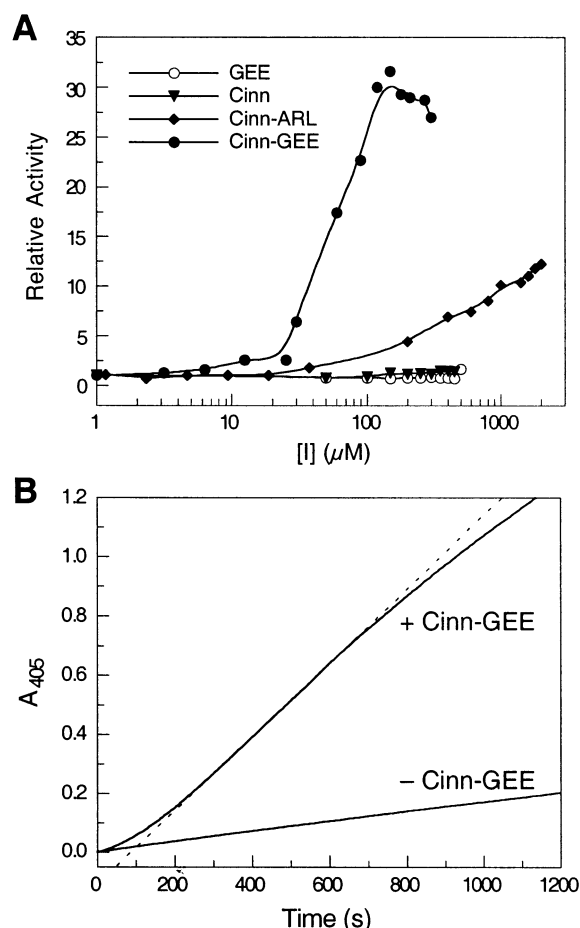 A
35
30
25
20
15
10
5
0
Relative Activity
GEE
Cinn
Cinn-ARL
Cinn-GEE
1
10
100
1000
[I] (µM)
B
1.2
1.0
0.8
0.6
0.4
0.2
0.0
A405
+ Cinn-GEE
− Cinn-GEE
0
200
400
600
800
1000
1200
Time (s)